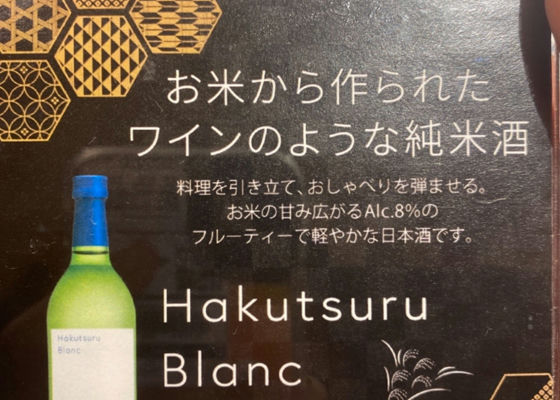 お米から作られた
ワインのような純米酒
料理を引き立て、おしゃべりを弾ませる。
お米の甘み広がるAlc.8%の
フルーティーで軽やかな日本酒です。
Hakutsuru
Blanc
Hakutsuru
Blanc